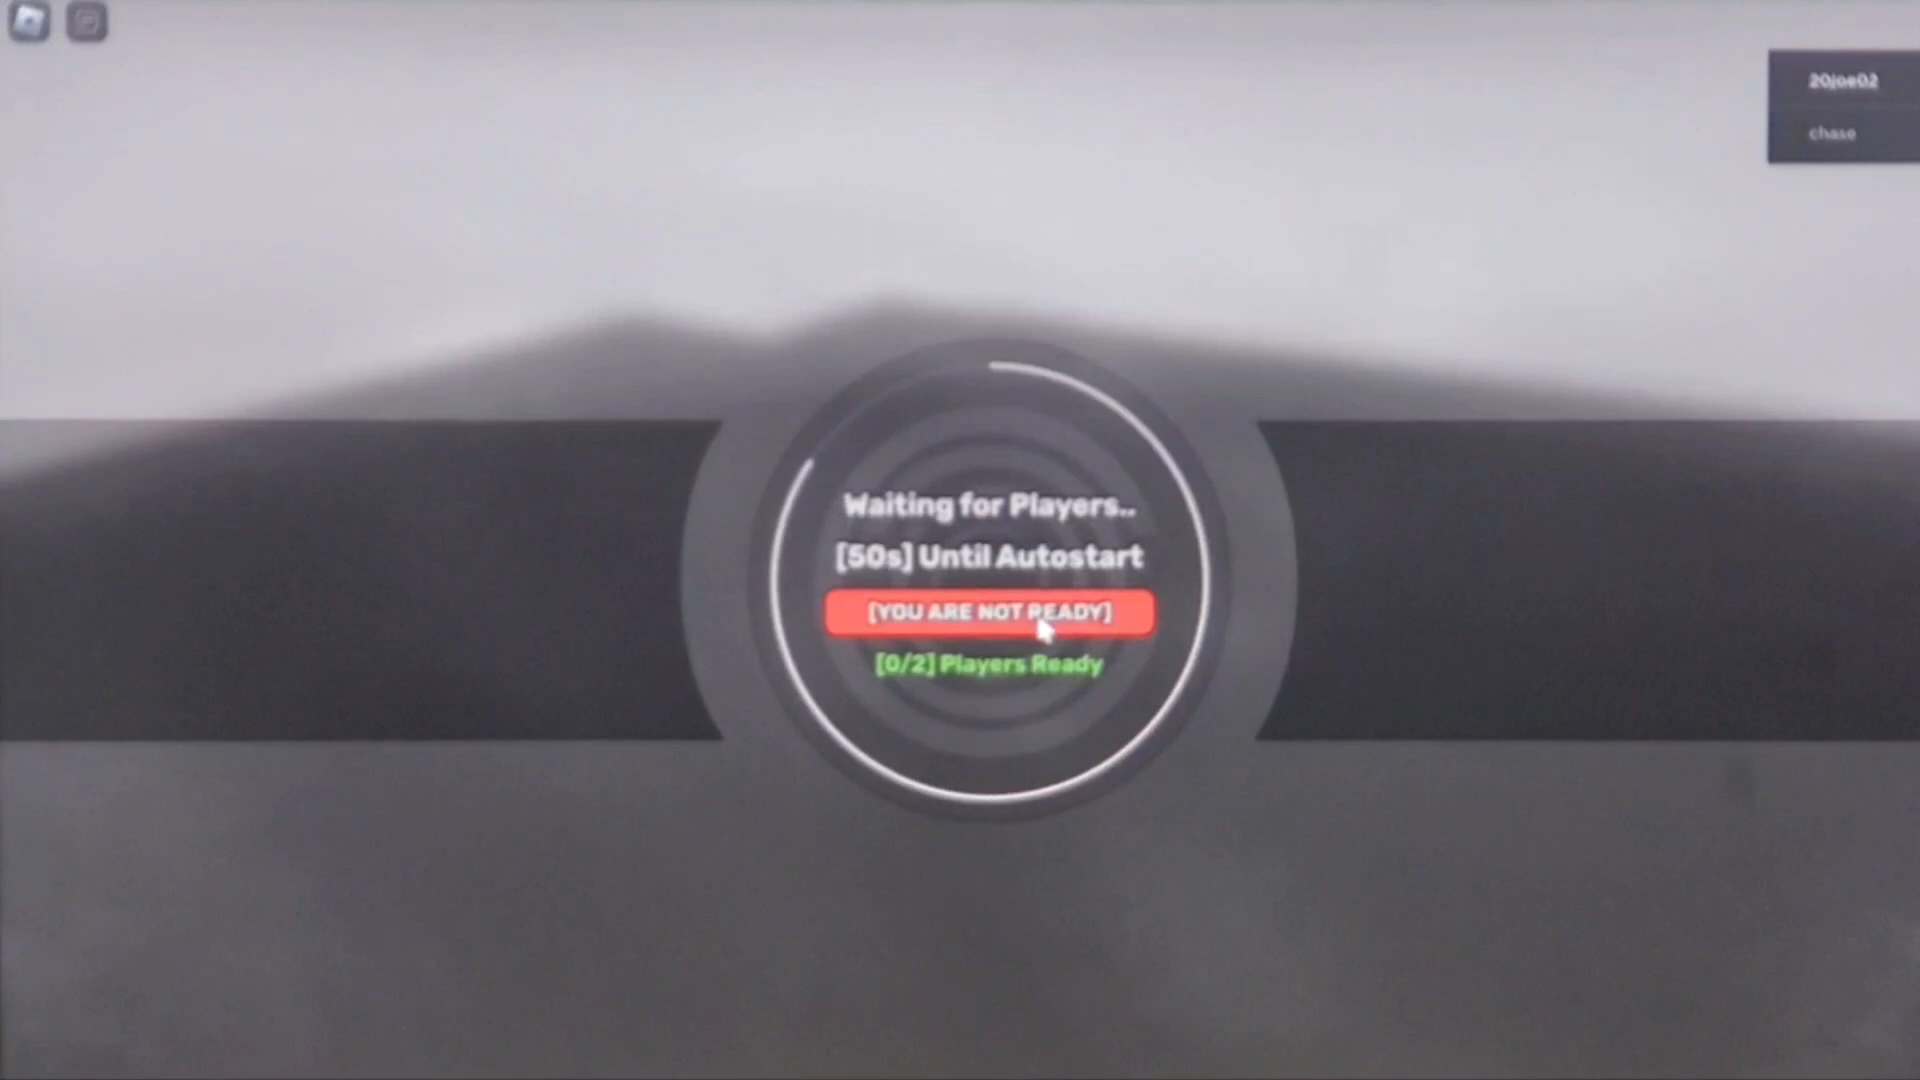 20joe02
chase
Waiting for Players..
[50s] Until Autostart
[YOU ARE NOT READY]
[0/2] Players Ready